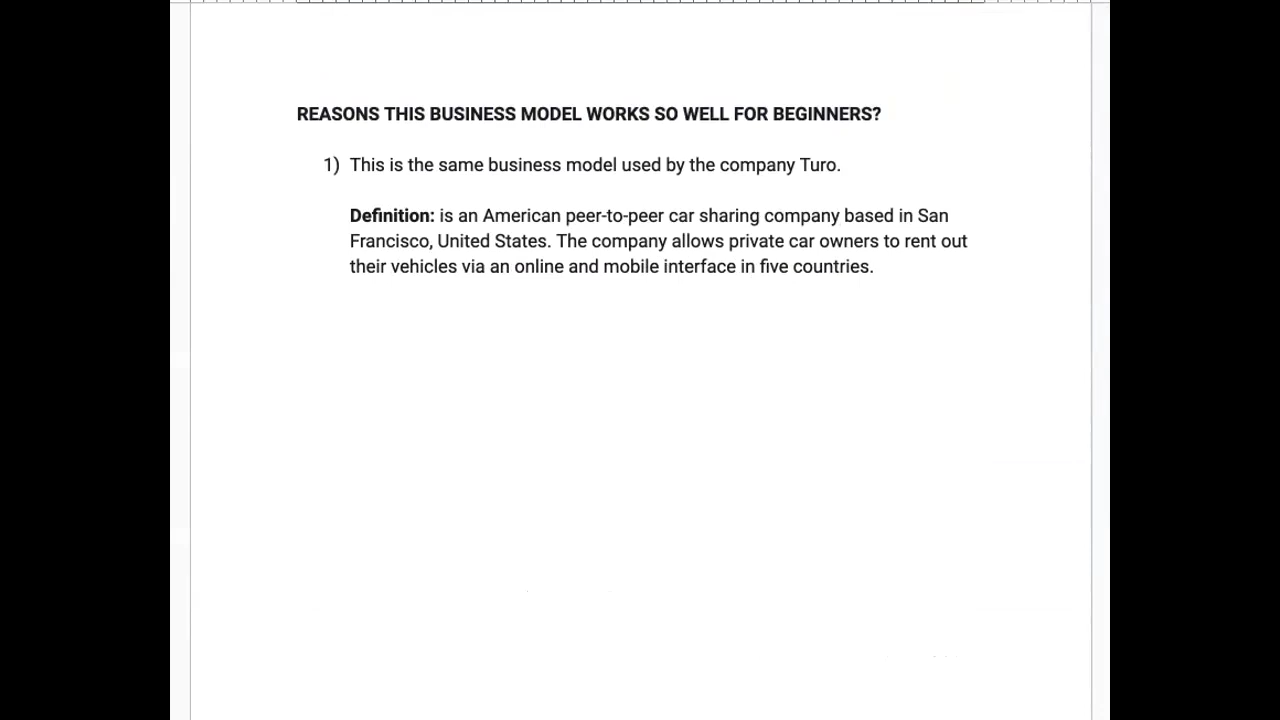 REASONS THIS BUSINESS MODEL WORKS SO WELL FOR BEGINNERS?
1) This is the same business model used by the company Turo.
Definition: is an American peer-to-peer car sharing company based in San
Francisco, United States. The company allows private car owners to rent out
their vehicles via an online and mobile interface in five countries.